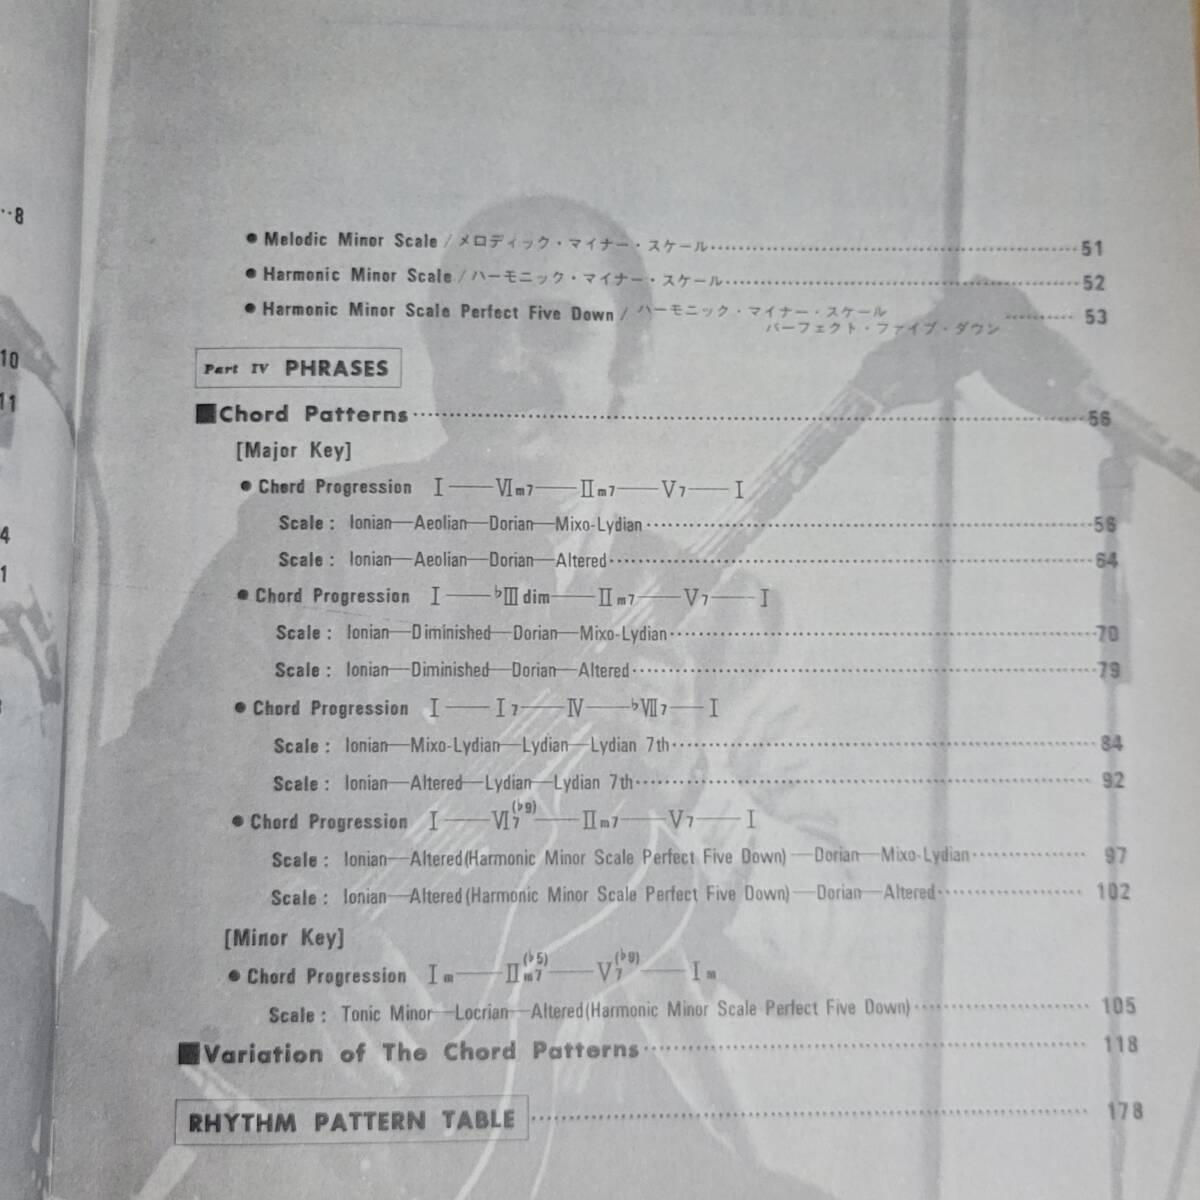 …8
10
11
4
1
● Melodic Minor Scale / メロディック・マイナー・スケール……51
● Harmonic Minor Scale / ハーモニック・マイナー・スケール……52
● Harmonic Minor Scale Perfect Five Down / ハーモニック・マイナー・スケール パーフェクト・ファイブ・ダウン……53
Part IV PHRASES
■Chord Patterns……56
[Major Key]
● Chord Progression I——VIm7——IIm7——V7——I
Scale : Ionian—Aeolian—Dorian—Mixo-Lydian……56
Scale : Ionian—Aeolian—Dorian—Altered……64
● Chord Progression I——♭III dim——IIm7——V7——I
Scale : Ionian—Diminished—Dorian—Mixo-Lydian……70
Scale : Ionian—Diminished—Dorian—Altered……79
● Chord Progression I——I7——IV——♭VII7——I
Scale : Ionian—Mixo-Lydian—Lydian—Lydian 7th……84
Scale : Ionian—Altered—Lydian—Lydian 7th……92
● Chord Progression I——VI7(♭9)——IIm7——V7——I
Scale : Ionian—Altered(Harmonic Minor Scale Perfect Five Down)—Dorian—Mixo-Lydian……97
Scale : Ionian—Altered(Harmonic Minor Scale Perfect Five Down)—Dorian—Altered……102
[Minor Key]
● Chord Progression Im——IIm7(♭5)——V7(♭9)——Im
Scale : Tonic Minor—Locrian—Altered(Harmonic Minor Scale Perfect Five Down)……105
■Variation of The Chord Patterns……118
RHYTHM PATTERN TABLE……178